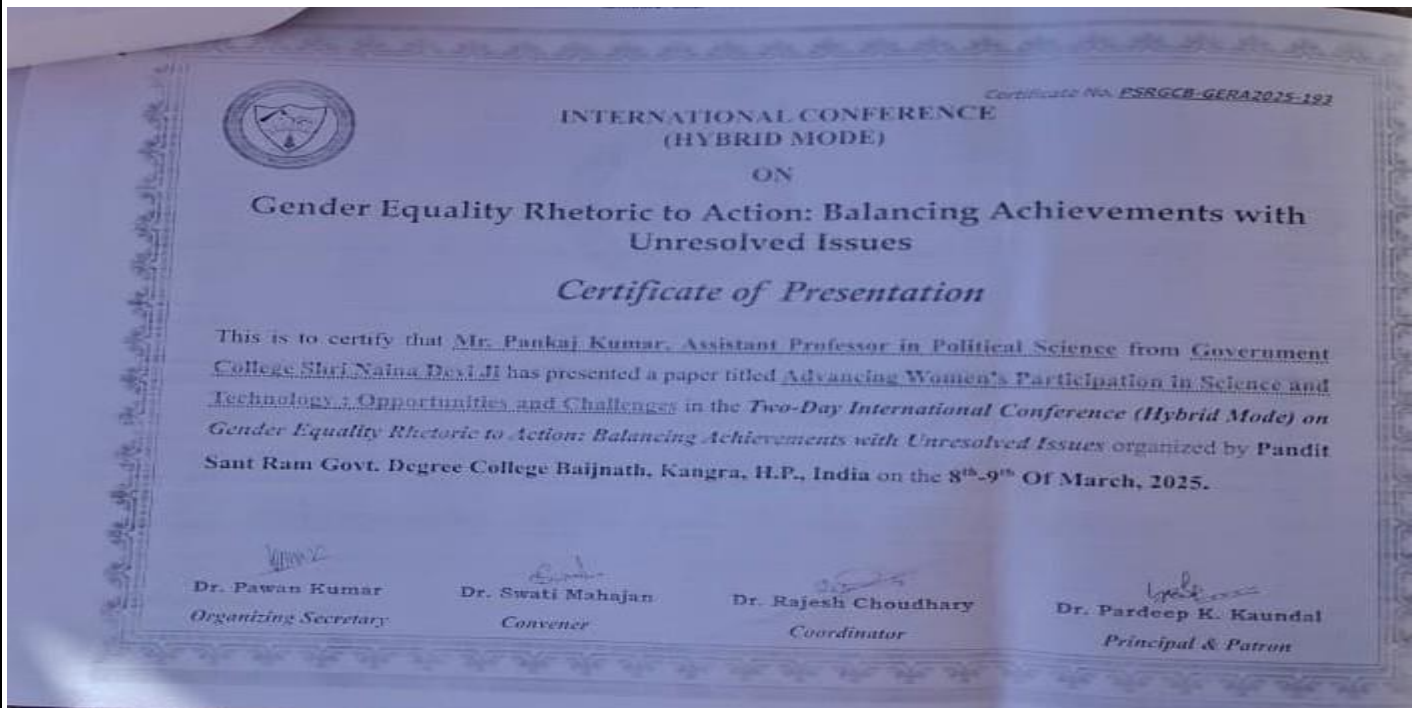 Certificate No. PSRGCB-GERA2025-193
INTERNATIONAL CONFERENCE
(HYBRID MODE)
ON
Gender Equality Rhetoric to Action: Balancing Achievements with
Unresolved Issues
Certificate of Presentation
This is to certify that Mr. Pankaj Kumar, Assistant Professor in Political Science from Government
College Shri Naina Devi Ji has presented a paper titled Advancing Women's Participation in Science and
Technology : Opportunities and Challenges in the Two-Day International Conference (Hybrid Mode) on
Gender Equality Rhetoric to Action: Balancing Achievements with Unresolved Issues organized by Pandit
Sant Ram Govt. Degree College Baijnath, Kangra, H.P., India on the 8th-9th Of March, 2025.
Dr. Pawan Kumar
Organizing Secretary
Dr. Swati Mahajan
Convener
Dr. Rajesh Choudhary
Coordinator
Dr. Pardeep K. Kaundal
Principal & Patron